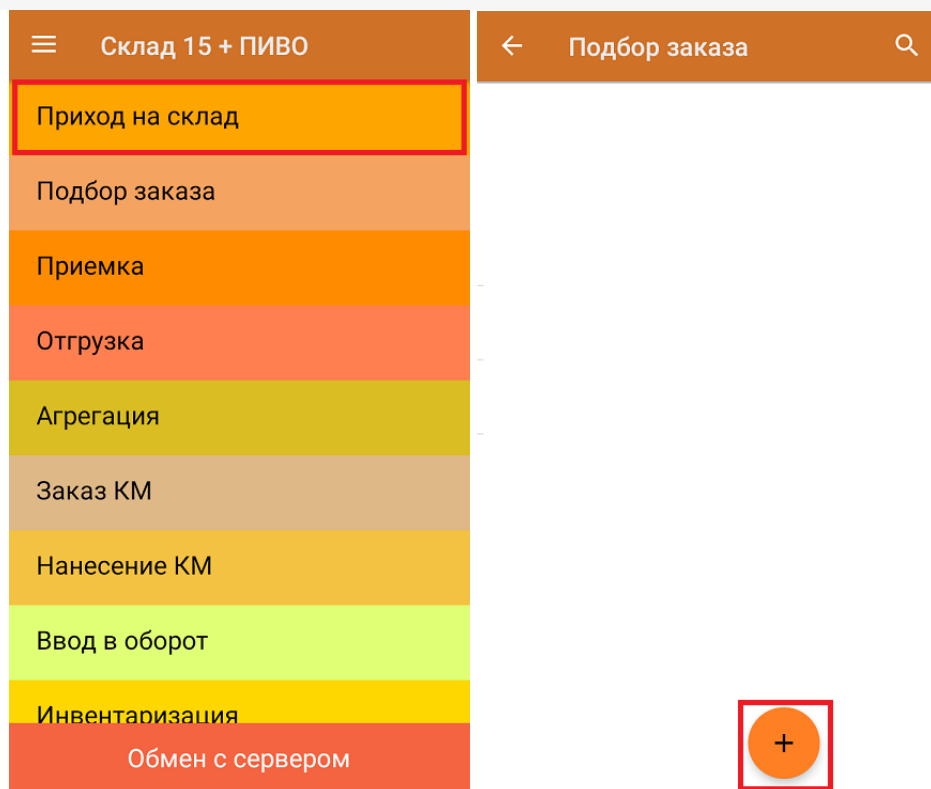 Склад 15 + ПИВО
Приход на склад
Подбор заказа
Приемка
Отгрузка
Агрегация
Заказ КМ
Нанесение КМ
Ввод в оборот
Инвентаризация
Обмен с сервером
Подбор заказа
+